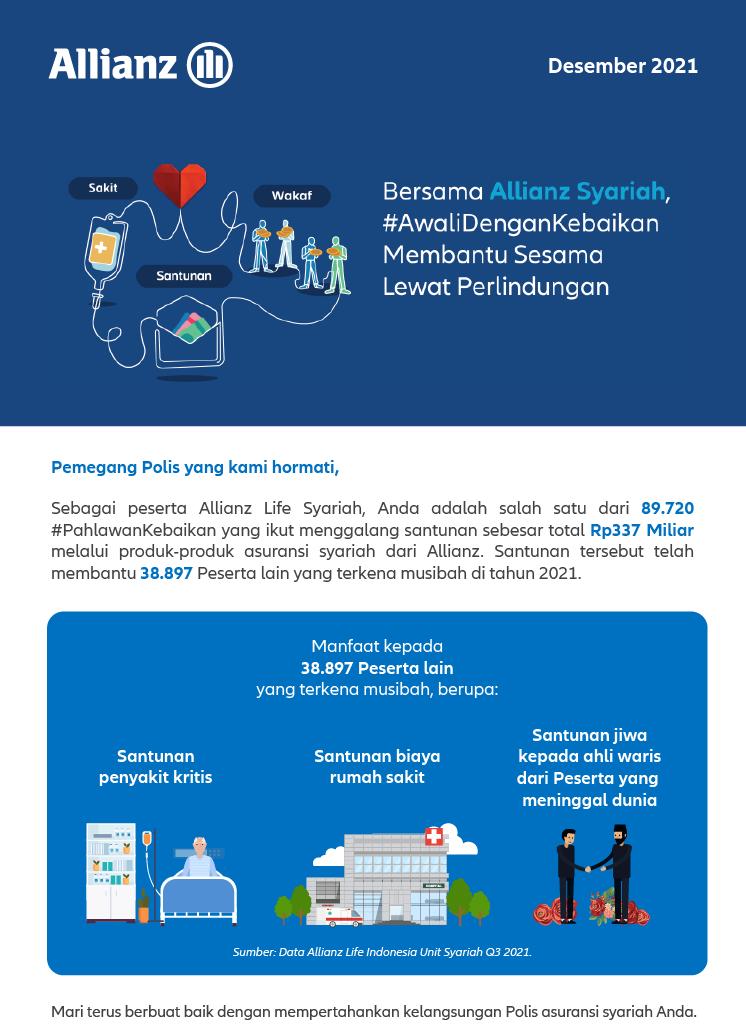 Allianz
Desember 2021
Sakit
Wakaf
Santunan
Bersama Allianz Syariah,
#AwaliDenganKebaikan
Membantu Sesama
Lewat Perlindungan
Pemegang Polis yang kami hormati,
Sebagai peserta Allianz Life Syariah, Anda adalah salah satu dari 89.720
#PahlawanKebaikan yang ikut menggalang santunan sebesar total Rp337 Miliar
melalui produk-produk asuransi syariah dari Allianz. Santunan tersebut telah
membantu 38.897 Peserta lain yang terkena musibah di tahun 2021.
Manfaat kepada
38.897 Peserta lain
yang terkena musibah, berupa:
Santunan
penyakit kritis
Santunan biaya
rumah sakit
Santunan jiwa
kepada ahli waris
dari Peserta yang
meninggal dunia
HOSPITAL
Sumber: Data Allianz Life Indonesia Unit Syariah Q3 2021.
Mari terus berbuat baik dengan mempertahankan kelangsungan Polis asuransi syariah Anda.